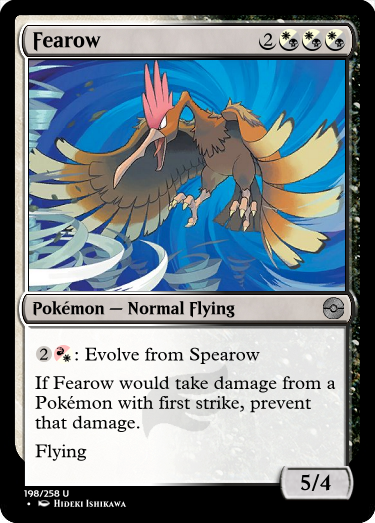 Fearow 2
Pokémon — Normal Flying
2 : Evolve from Spearow
If Fearow would take damage from a
Pokémon with first strike, prevent
that damage.
Flying
5/4
198/258 U
• Hideki Ishikawa